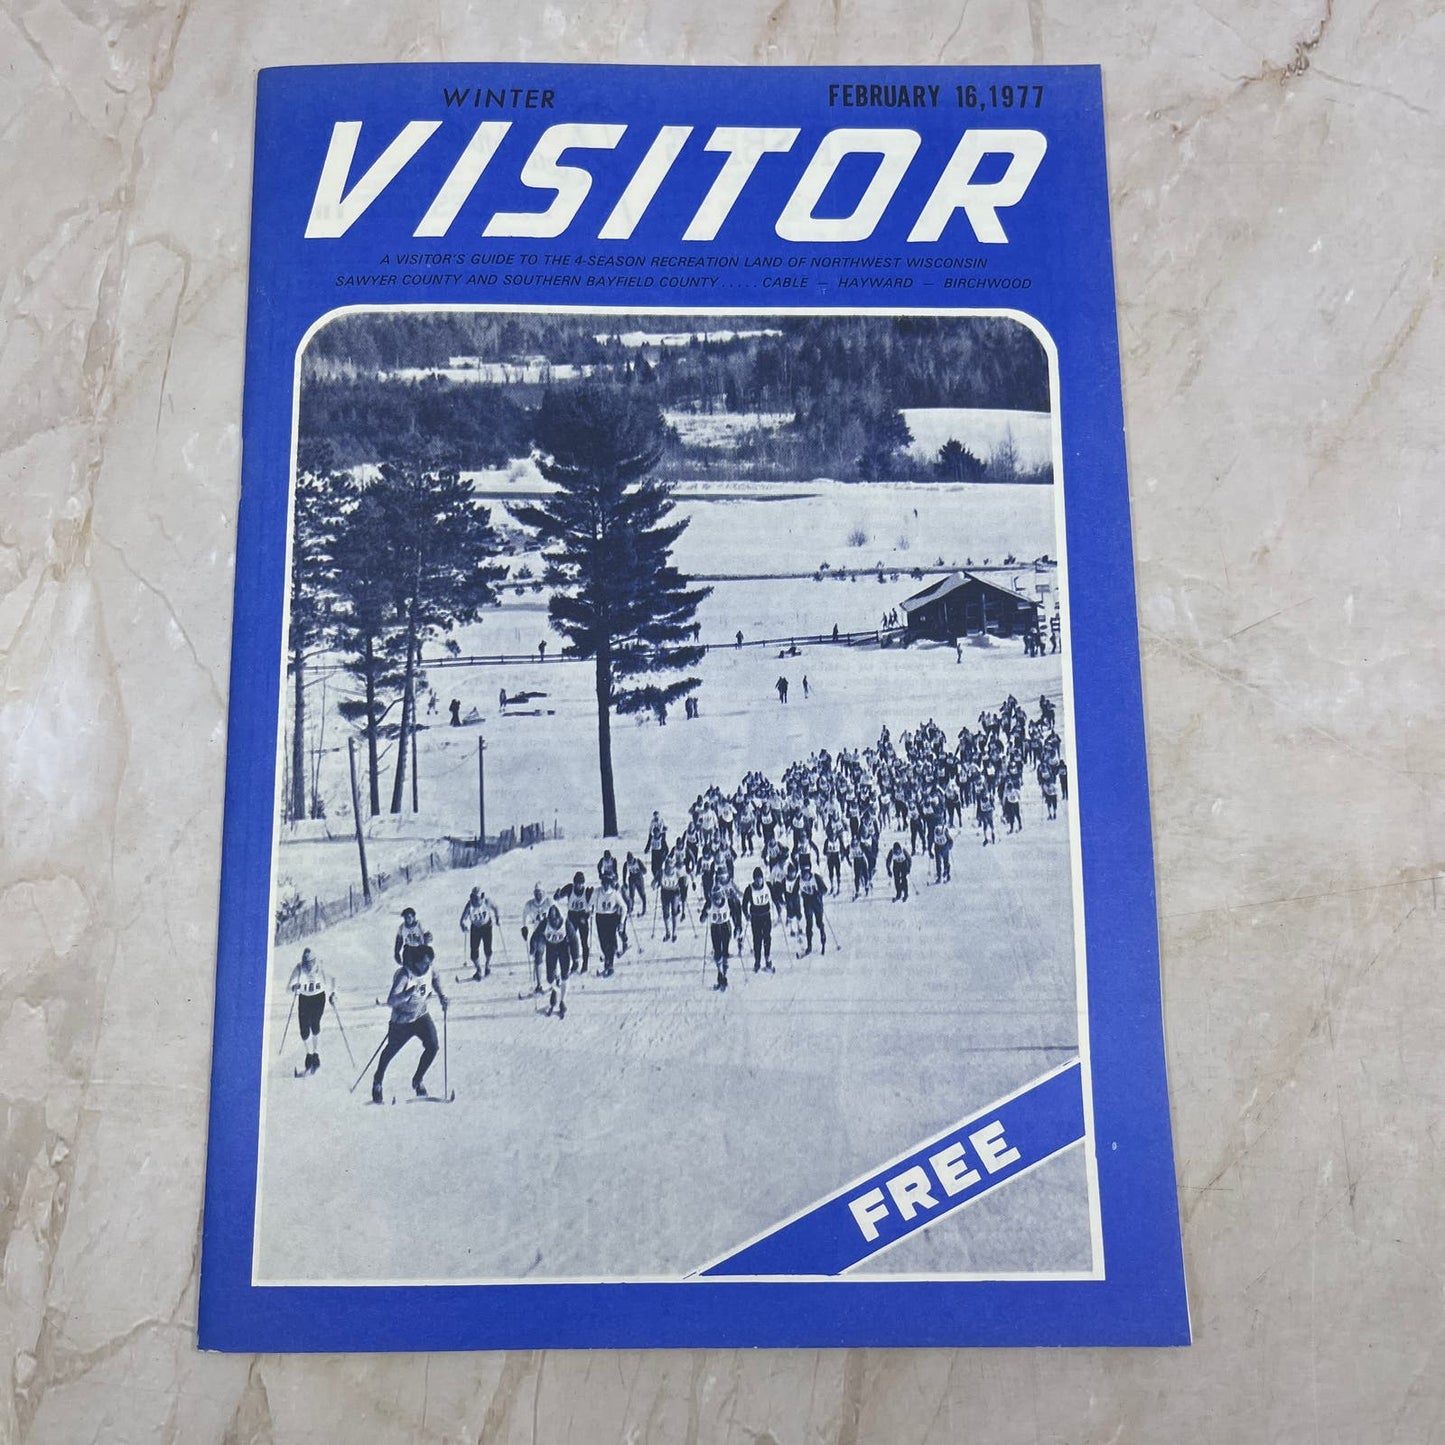 WINTER FEBRUARY 16, 1977
VISITOR
A VISITOR'S GUIDE TO THE 4-SEASON RECREATION LAND OF NORTHWEST WISCONSIN
SAWYER COUNTY AND SOUTHERN BAYFIELD COUNTY ..... CABLE — HAYWARD — BIRCHWOOD
FREE